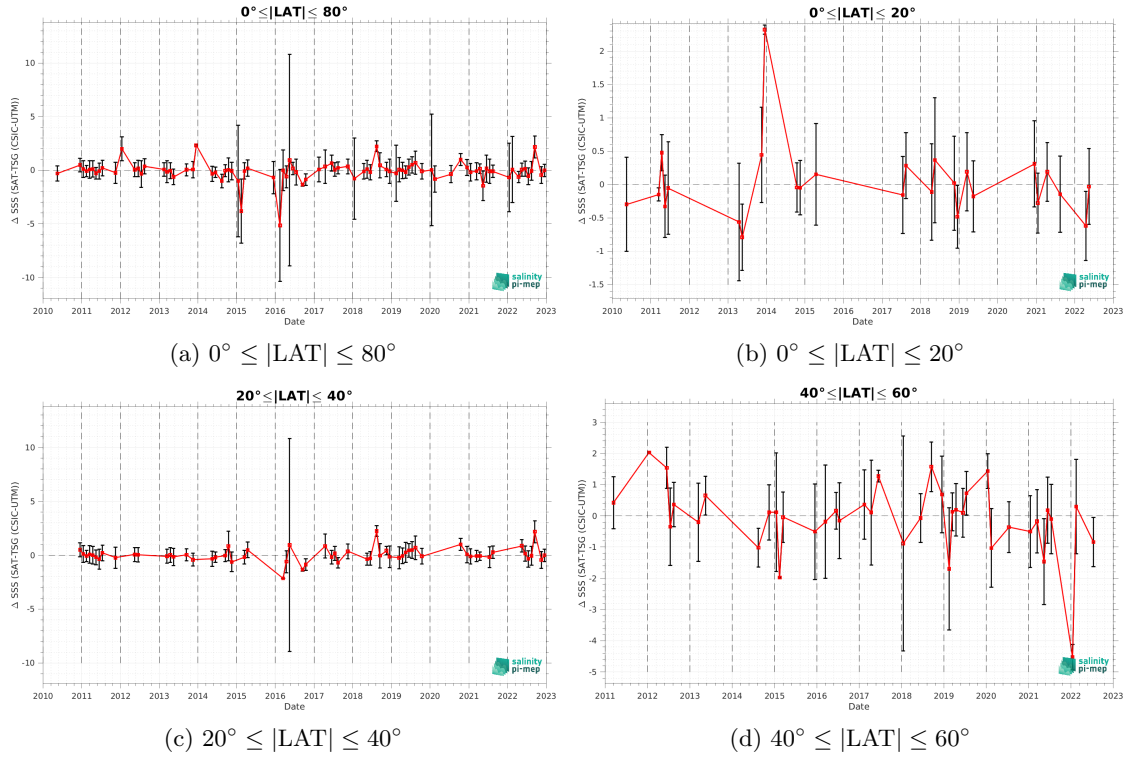 0°≤|LAT|≤ 80°
Δ SSS (SAT-TSG (CSIC-UTM))
10
5
0
-5
-10
2010 2011 2012 2013 2014 2015 2016 2017 2018 2019 2020 2021 2022 2023
Date
salinity
pi-mep
(a) 0° ≤ |LAT| ≤ 80°
0°≤|LAT|≤ 20°
Δ SSS (SAT-TSG (CSIC-UTM))
2
1.5
1
0.5
0
-0.5
-1
-1.5
2010 2011 2012 2013 2014 2015 2016 2017 2018 2019 2020 2021 2022 2023
Date
salinity
pi-mep
(b) 0° ≤ |LAT| ≤ 20°
20°≤|LAT|≤ 40°
Δ SSS (SAT-TSG (CSIC-UTM))
10
5
0
-5
-10
2010 2011 2012 2013 2014 2015 2016 2017 2018 2019 2020 2021 2022 2023
Date
salinity
pi-mep
(c) 20° ≤ |LAT| ≤ 40°
40°≤|LAT|≤ 60°
Δ SSS (SAT-TSG (CSIC-UTM))
3
2
1
0
-1
-2
-3
-4
-5
2011 2012 2013 2014 2015 2016 2017 2018 2019 2020 2021 2022 2023
Date
salinity
pi-mep
(d) 40° ≤ |LAT| ≤ 60°